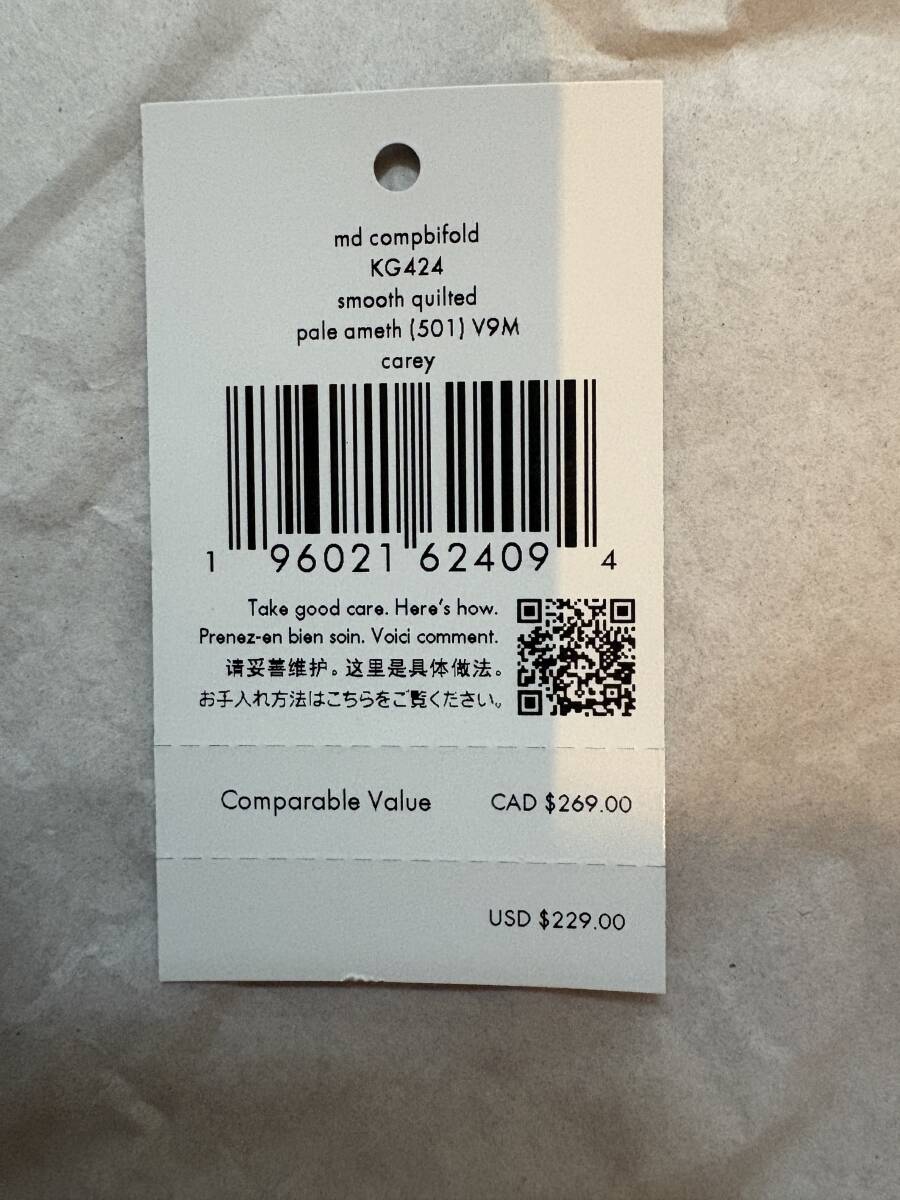 md compbifold
KG424
smooth quilted
pale ameth (501) V9M
carey
1 96021 62409 4
Take good care. Here's how.
Prenez-en bien soin. Voici comment.
请妥善维护。这里是具体做法。
お手入れ方法はこちらをご覧ください。
Comparable Value CAD $269.00
USD $229.00